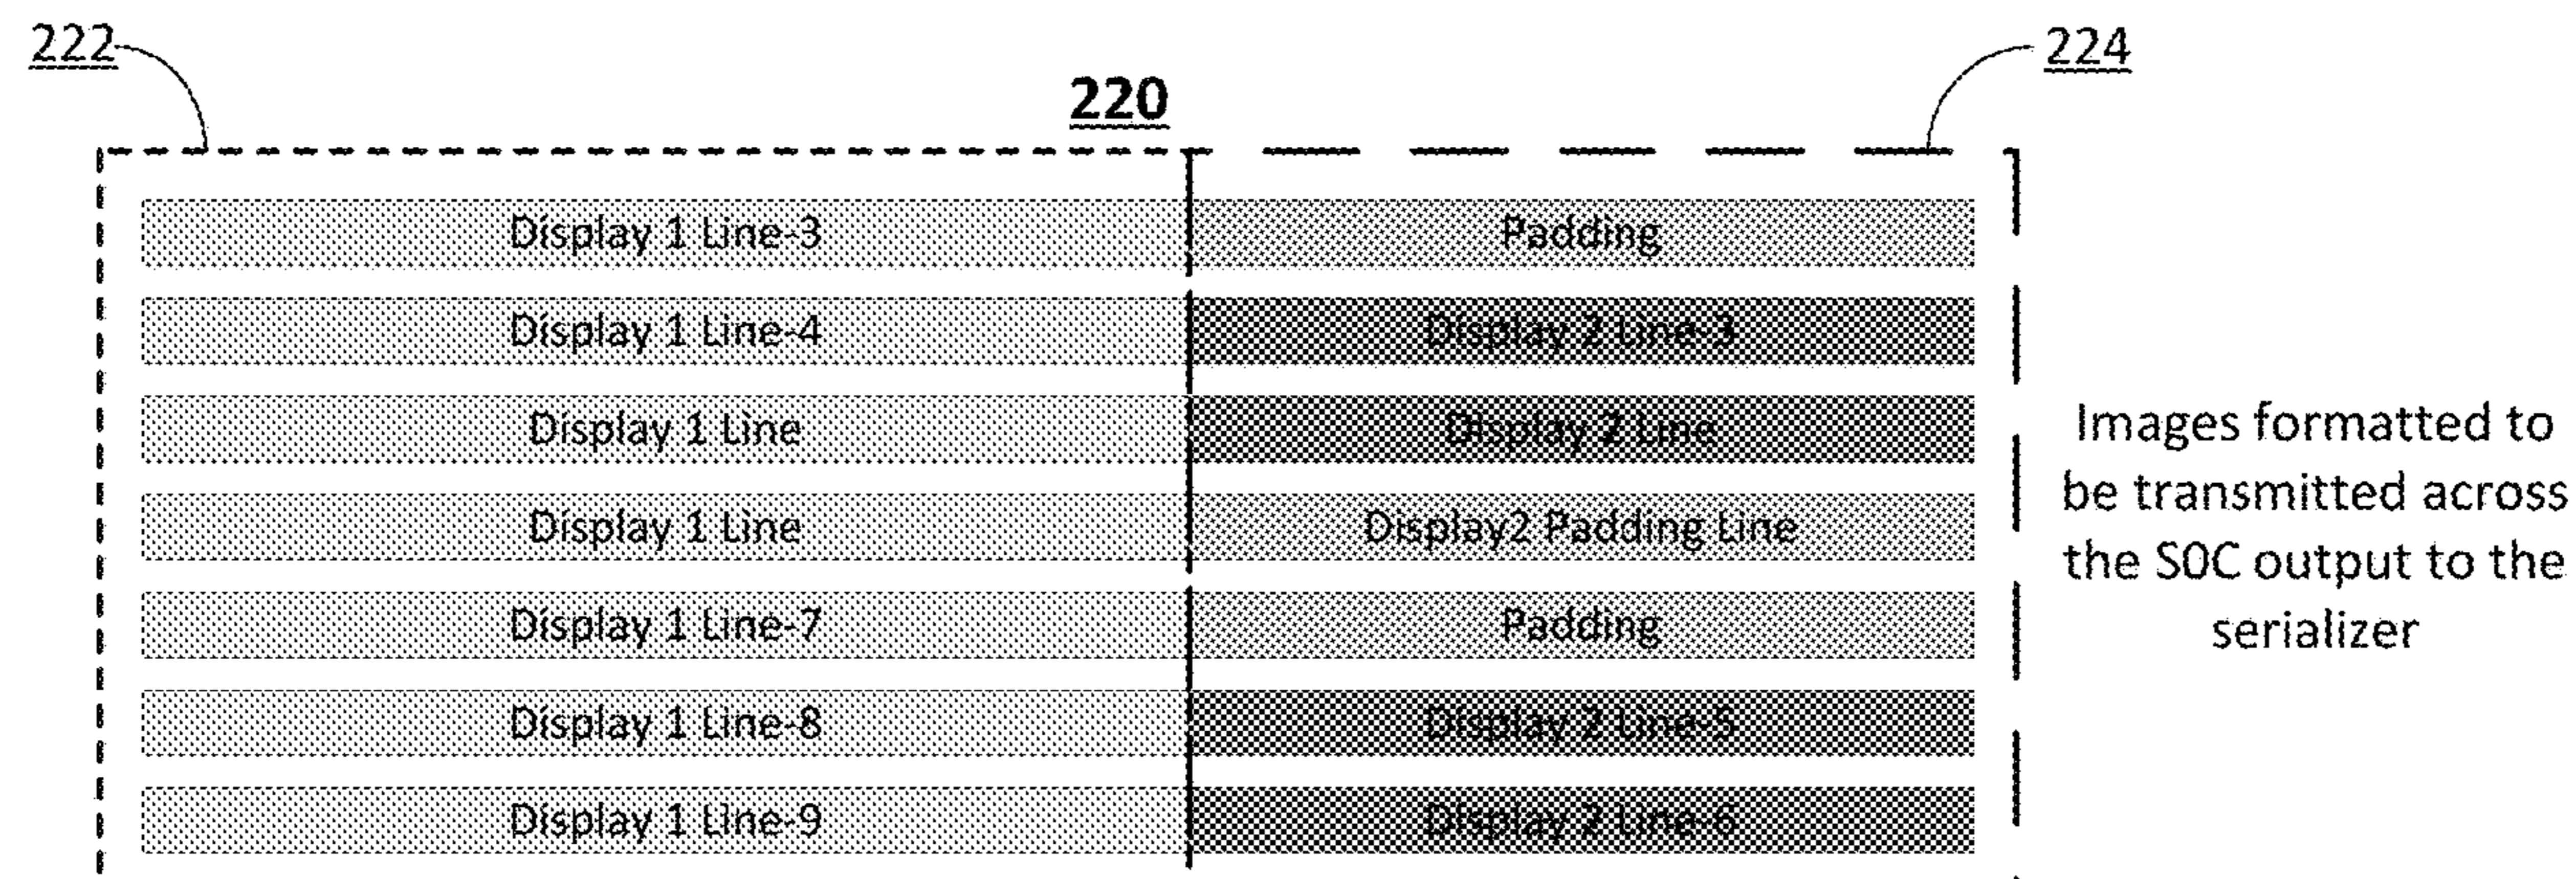 222
220
224
Display 1 Line-3
Padding
Display 1 Line-4
Display 2 Line-3
Display 1 Line
Display 2 Line
Display 1 Line
Display2 Padding Line
Display 1 Line-7
Padding
Display 1 Line-8
Display 2 Line-5
Display 1 Line-9
Display 2 Line-6
Images formatted to
be transmitted across
the SOC output to the
serializer